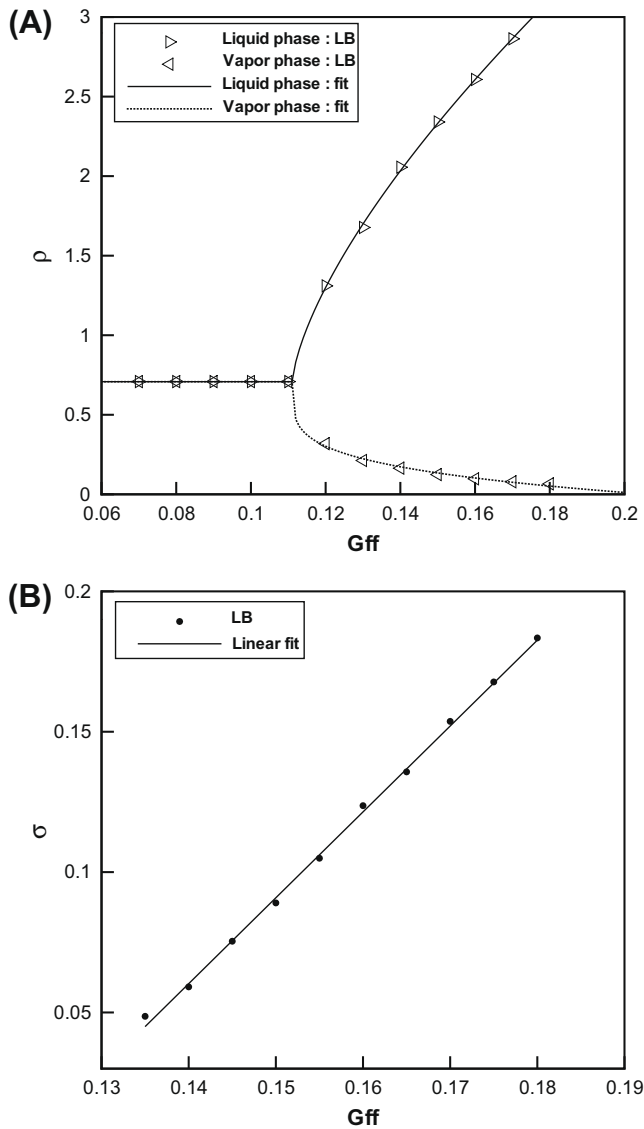 (A)
3
2.5
2
1.5
1
0.5
0
ρ
Liquid phase : LB
Vapor phase : LB
Liquid phase : fit
Vapor phase : fit
0.06 0.08 0.1 0.12 0.14 0.16 0.18 0.2
Gff
(B)
0.2
0.15
0.1
0.05
σ
LB
Linear fit
0.13 0.14 0.15 0.16 0.17 0.18 0.19
Gff